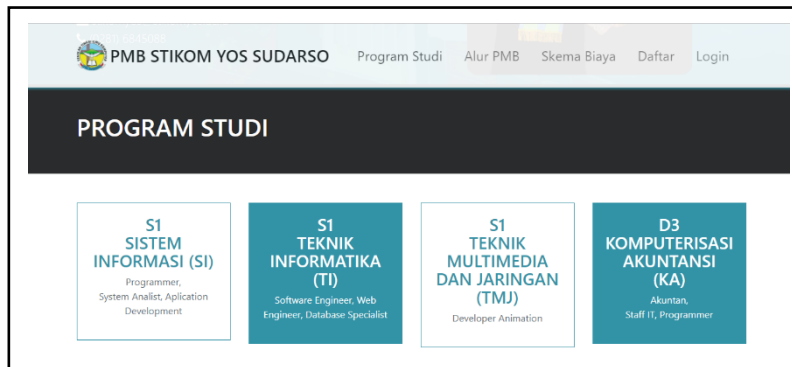 PMB STIKOM YOS SUDARSO Program Studi Alur PMB Skema Biaya Daftar Login
PROGRAM STUDI
S1
SISTEM
INFORMASI (SI)
Programmer,
System Analist, Aplication
Development
S1
TEKNIK
INFORMATIKA
(TI)
Software Engineer, Web
Engineer, Database Specialist
S1
TEKNIK
MULTIMEDIA
DAN JARINGAN
(TMJ)
Developer Animation
D3
KOMPUTERISASI
AKUNTANSI
(KA)
Akuntan,
Staff IT, Programmer